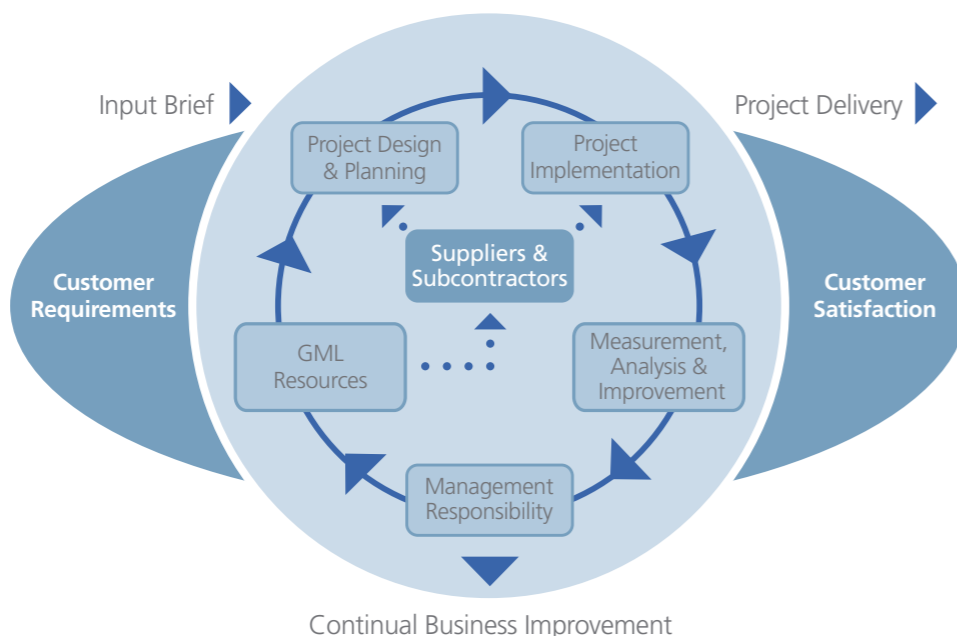 Input Brief
Project Delivery
Project Design
& Planning
Project
Implementation
Suppliers &
Subcontractors
Customer
Requirements
Customer
Satisfaction
GML
Resources
Measurement,
Analysis &
Improvement
Management
Responsibility
Continual Business Improvement